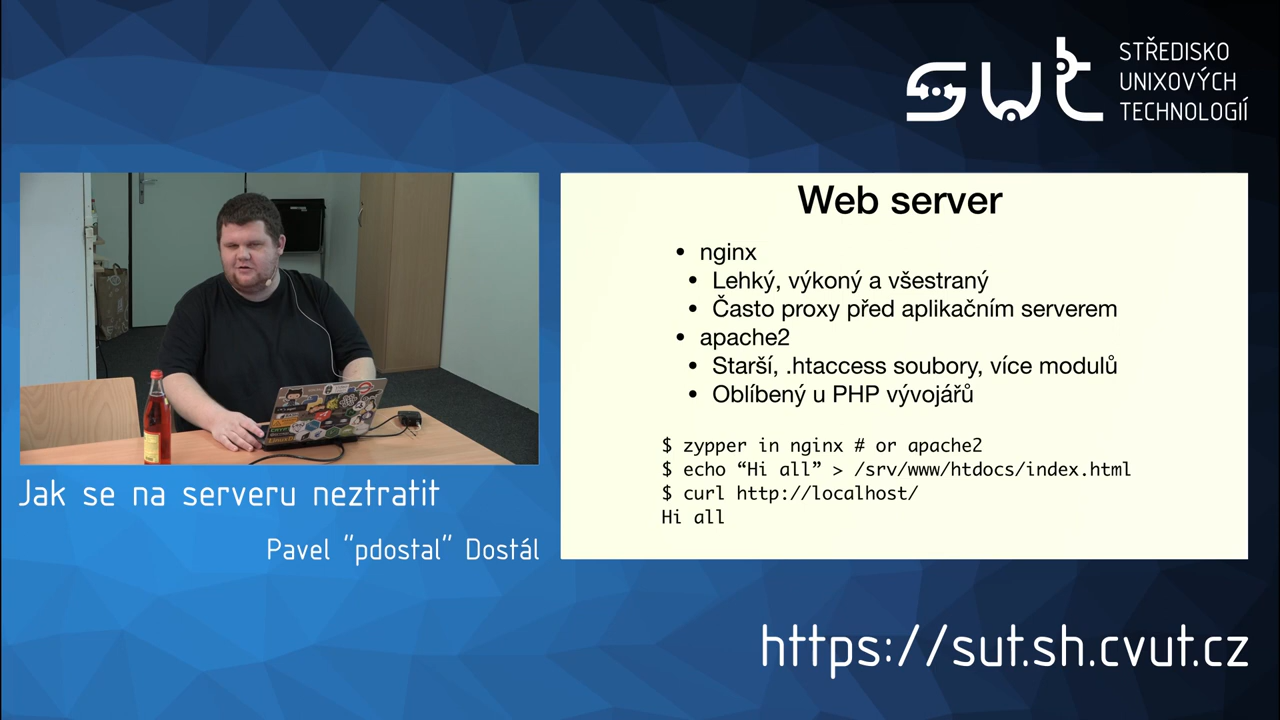 sut
STŘEDISKO
UNIXOVÝCH
TECHNOLOGIÍ
Web server
• nginx
• Lehký, výkoný a všestraný
• Často proxy před aplikačním serverem
• apache2
• Starší, .htaccess soubory, více modulů
• Oblíbený u PHP vývojářů
$ zypper in nginx # or apache2
$ echo “Hi all” > /srv/www/htdocs/index.html
$ curl http://localhost/
Hi all
Jak se na serveru neztratit
Pavel “pdostal” Dostál
https://sut.sh.cvut.cz